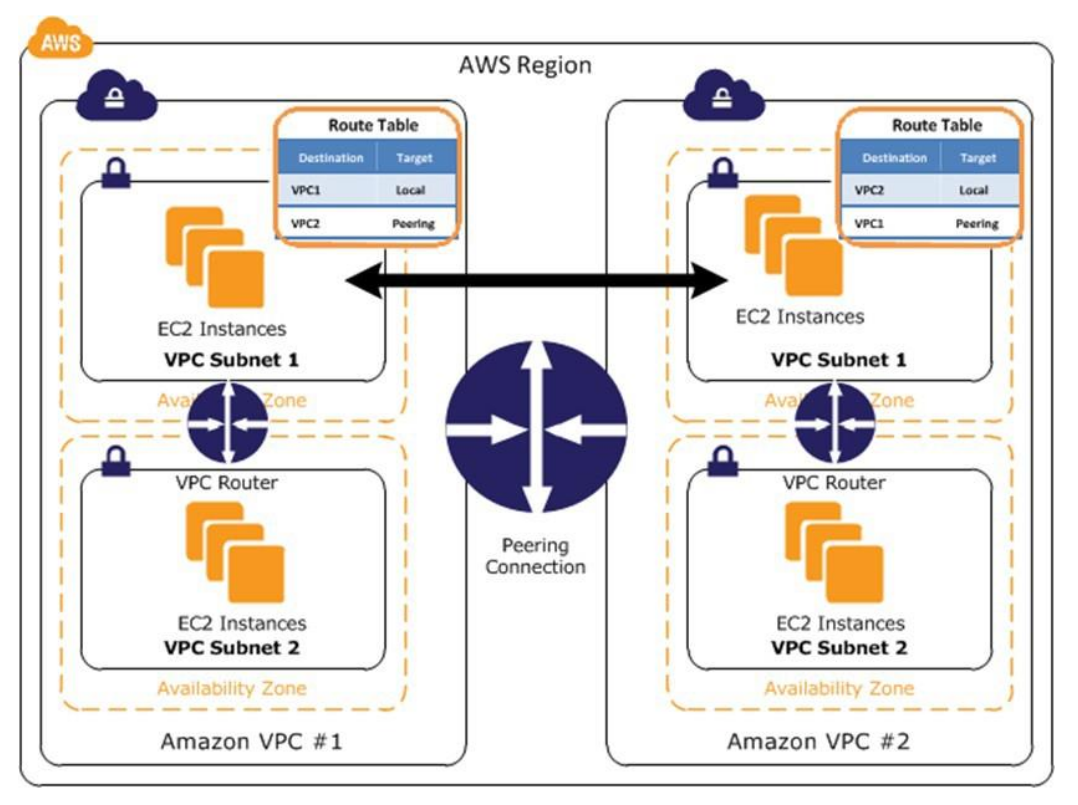 AWS
AWS Region
Route Table
Destination Target
VPC1 Local
VPC2 Peering
EC2 Instances
VPC Subnet 1
Availability Zone
VPC Router
EC2 Instances
VPC Subnet 2
Availability Zone
Amazon VPC #1
Peering
Connection
Route Table
Destination Target
VPC2 Local
VPC1 Peering
EC2 Instances
VPC Subnet 1
Availability Zone
VPC Router
EC2 Instances
VPC Subnet 2
Availability Zone
Amazon VPC #2